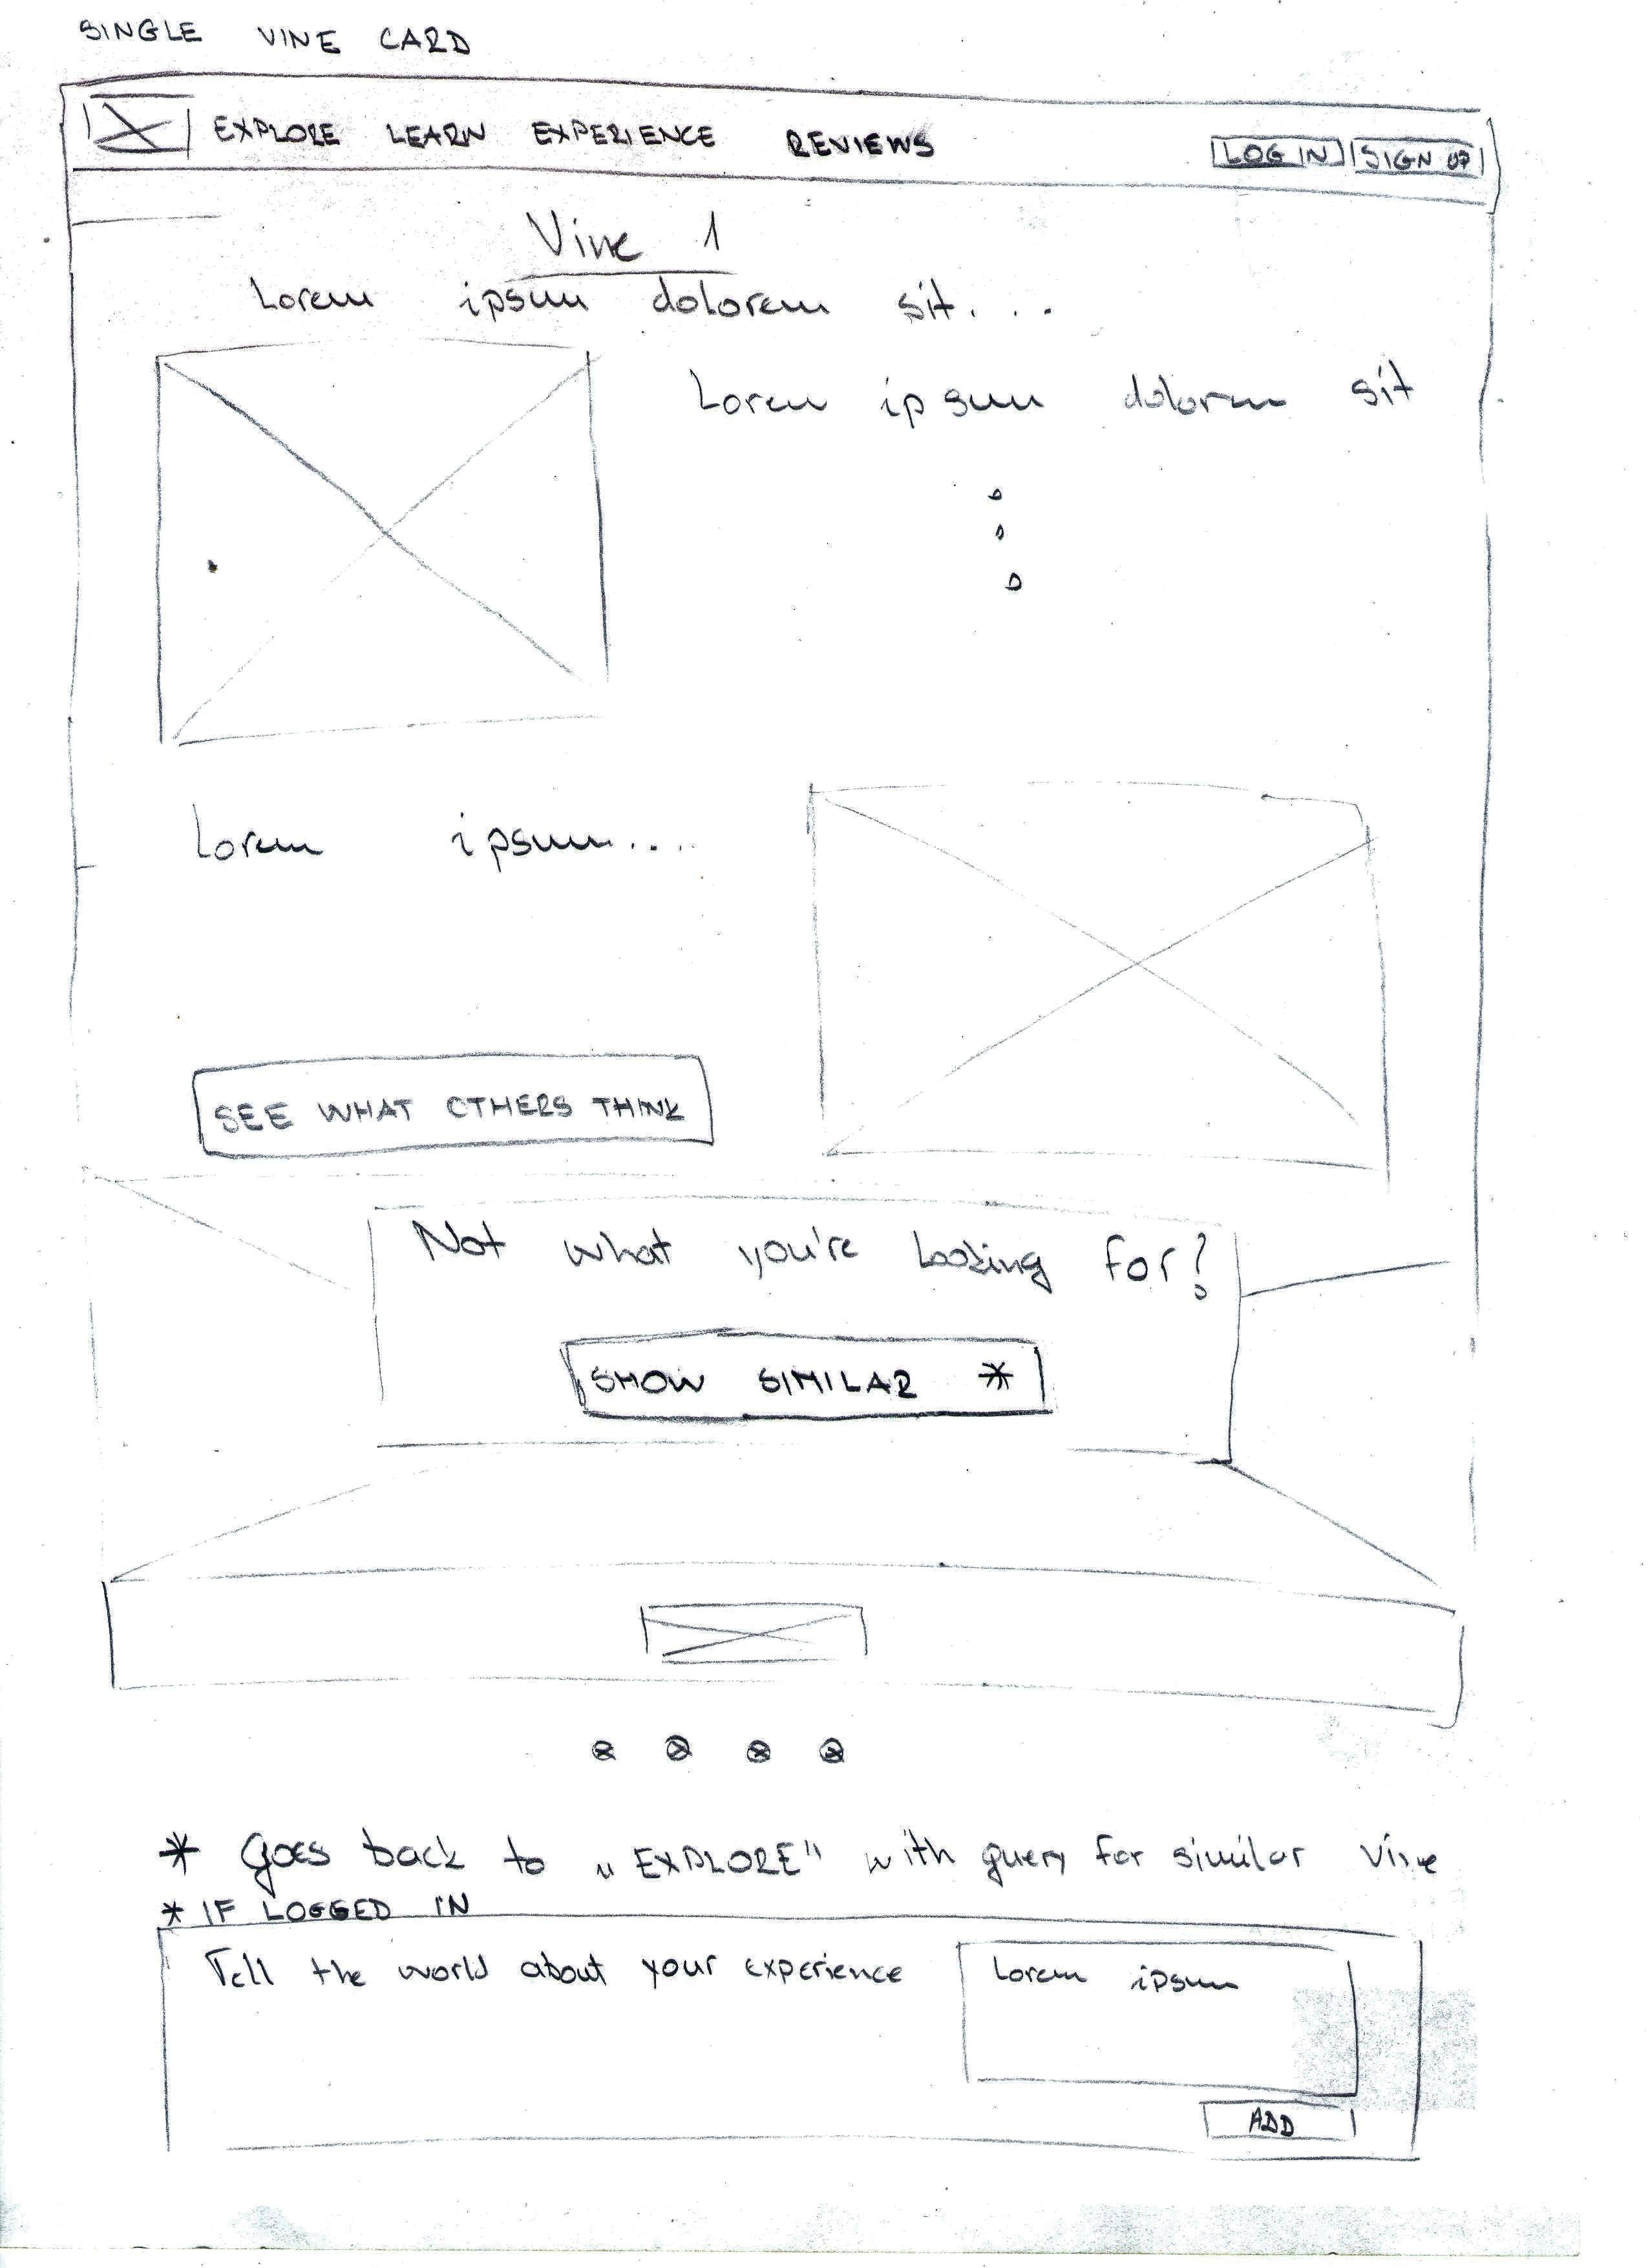 SINGLE VINE CARD
EXPLORE LEARN EXPERIENCE REVIEWS LOG IN SIGN UP
Vine 1
Lorem ipsum dolorem sit....
Lorem ipsum dolorem sit
Lorem ipsum....
SEE WHAT OTHERS THINK
Not what you're looking for?
SHOW SIMILAR *
* Goes back to „EXPLORE" with query for similar vine
* IF LOGGED IN
Tell the world about your experience
Lorem ipsum
ADD